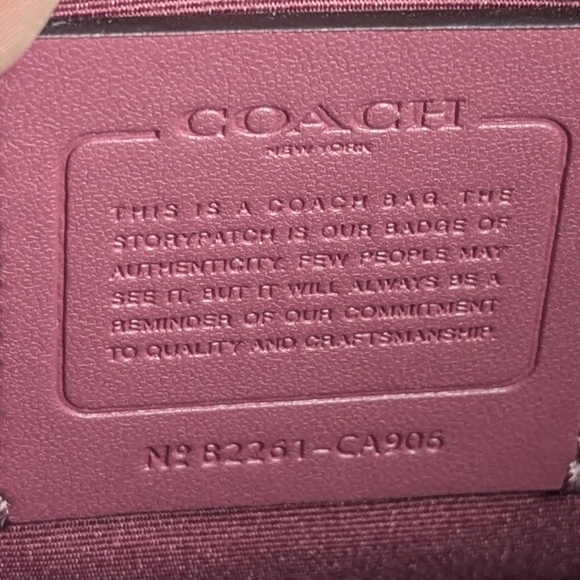 COACH
NEW YORK
THIS IS A COACH BAG. THE
STORYPATCH IS OUR BADGE OF
AUTHENTICITY. FEW PEOPLE MAY
SEE IT, BUT IT WILL ALWAYS BE A
REMINDER OF OUR COMMITMENT
TO QUALITY AND CRAFTSMANSHIP.
Nº B2261-CA906